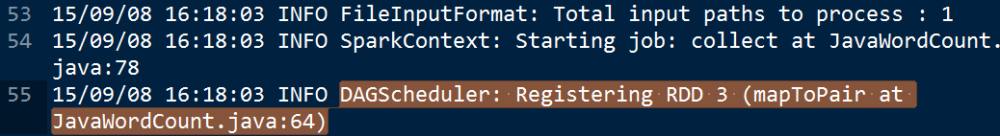 53 15/09/08 16:18:03 INFO FileInputFormat: Total input paths to process : 1
54 15/09/08 16:18:03 INFO SparkContext: Starting job: collect at JavaWordCount.
java:78
55 15/09/08 16:18:03 INFO DAGScheduler: Registering RDD 3 (mapToPair at
JavaWordCount.java:64)